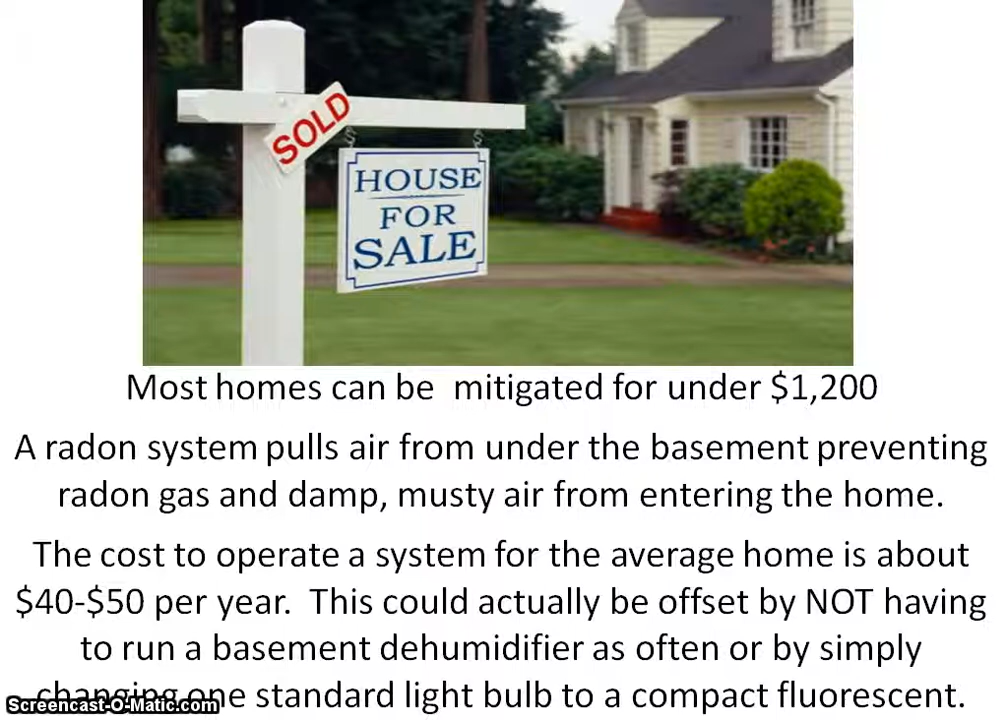 SOLD
HOUSE
FOR
SALE
Most homes can be mitigated for under $1,200
A radon system pulls air from under the basement preventing
radon gas and damp, musty air from entering the home.
The cost to operate a system for the average home is about
$40-$50 per year. This could actually be offset by NOT having
to run a basement dehumidifier as often or by simply
changing one standard light bulb to a compact fluorescent.
Screencast-O-Matic.com